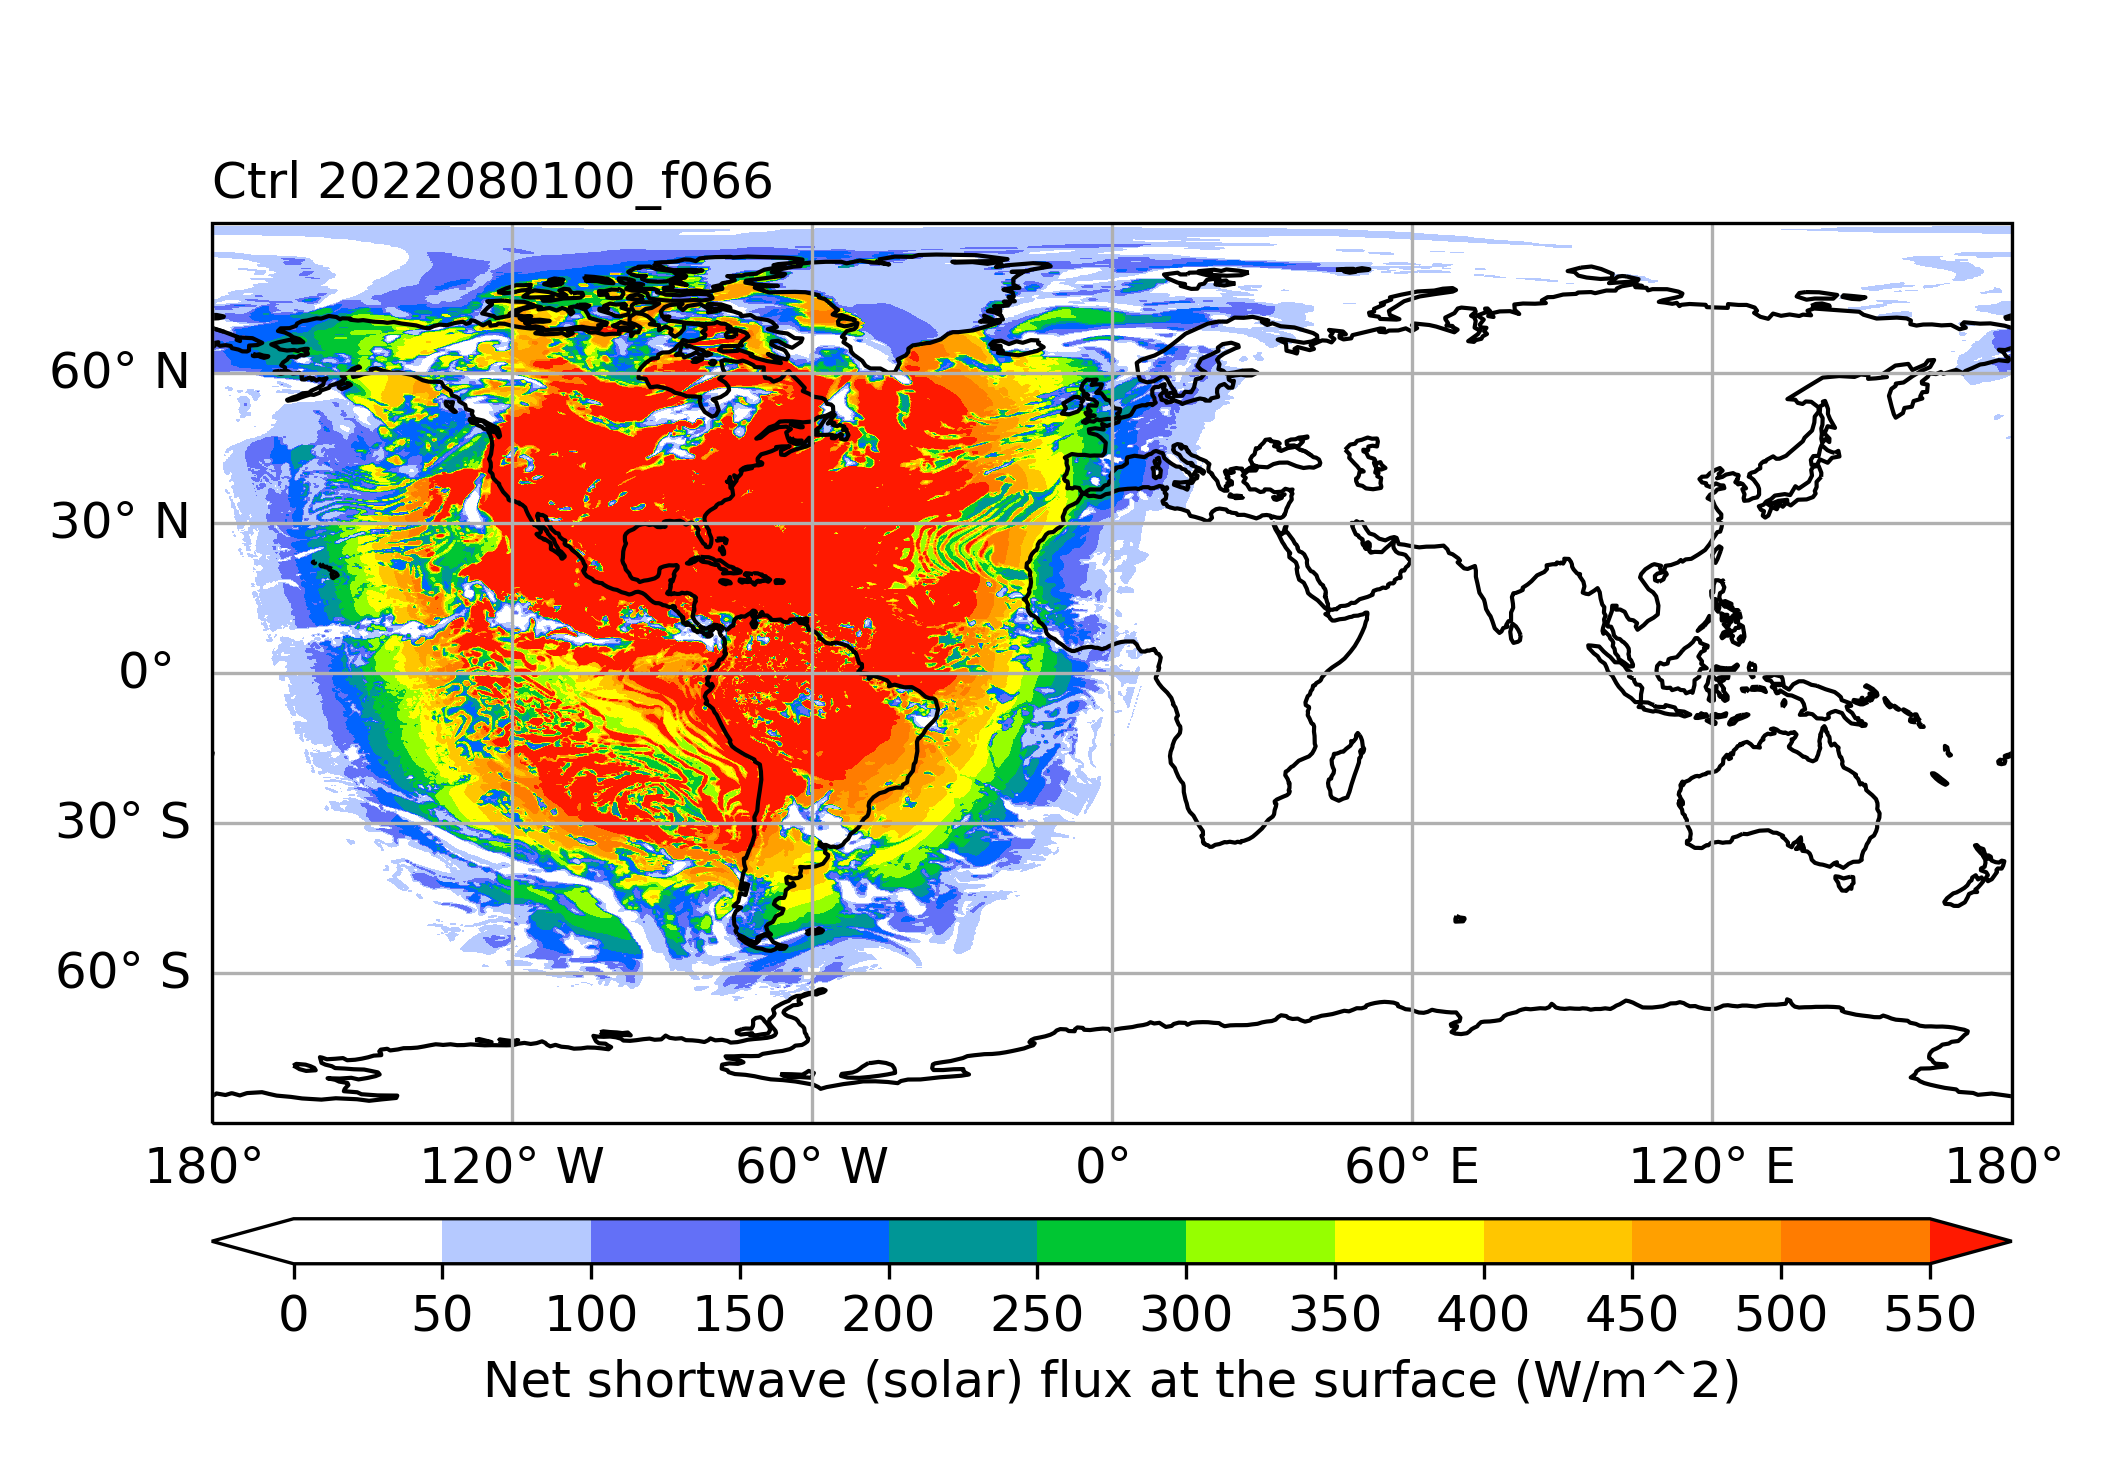 Ctrl 2022080100_f066
60° N
30° N
0°
30° S
60° S
180° 120° W 60° W 0° 60° E 120° E 180°
0 50 100 150 200 250 300 350 400 450 500 550
Net shortwave (solar) flux at the surface (W/m^2)